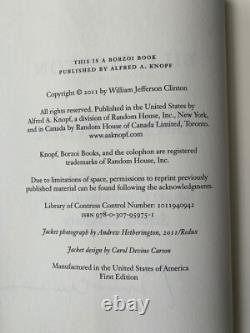 THIS IS A BORZOI BOOK
PUBLISHED BY ALFRED A. KNOPF
Copyright © 2011 by William Jefferson Clinton
All rights reserved. Published in the United States by
Alfred A. Knopf, a division of Random House, Inc., New York,
and in Canada by Random House of Canada Limited, Toronto.
www.aaknopf.com
Knopf, Borzoi Books, and the colophon are registered
trademarks of Random House, Inc.
Due to limitations of space, permissions to reprint previously
published material can be found following the acknowledgments.
Library of Congress Control Number: 2011940942
ISBN 978-0-307-95975-1
Jacket photograph by Andrew Hetherington, 2011/Redux
Jacket design by Carol Devine Carson
Manufactured in the United States of America
First Edition